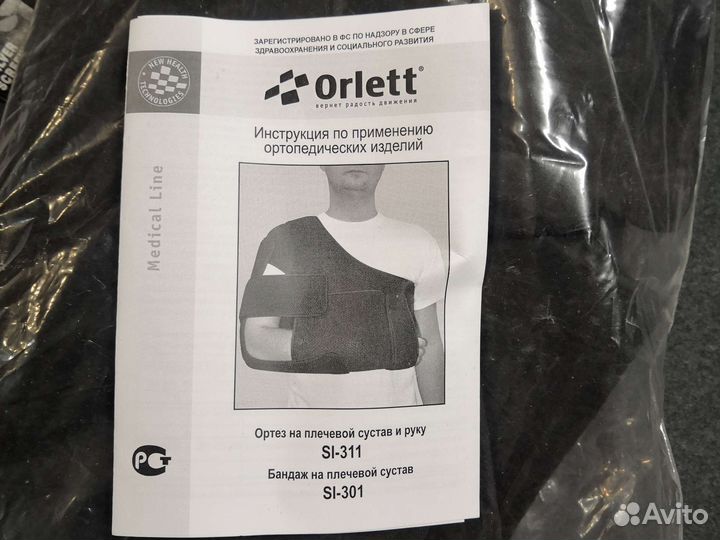 ЗАРЕГИСТРИРОВАНО В ФС ПО НАДЗОРУ В СФЕРЕ
ЗДРАВООХРАНЕНИЯ И СОЦИАЛЬНОГО РАЗВИТИЯ
NEW HEALTH TECHNOLOGIES
Orlett®
вернет радость движения
Инструкция по применению
ортопедических изделий
Medical Line
Ортез на плечевой сустав и руку
SI-311
Бандаж на плечевой сустав
SI-301
РСТ
Avito